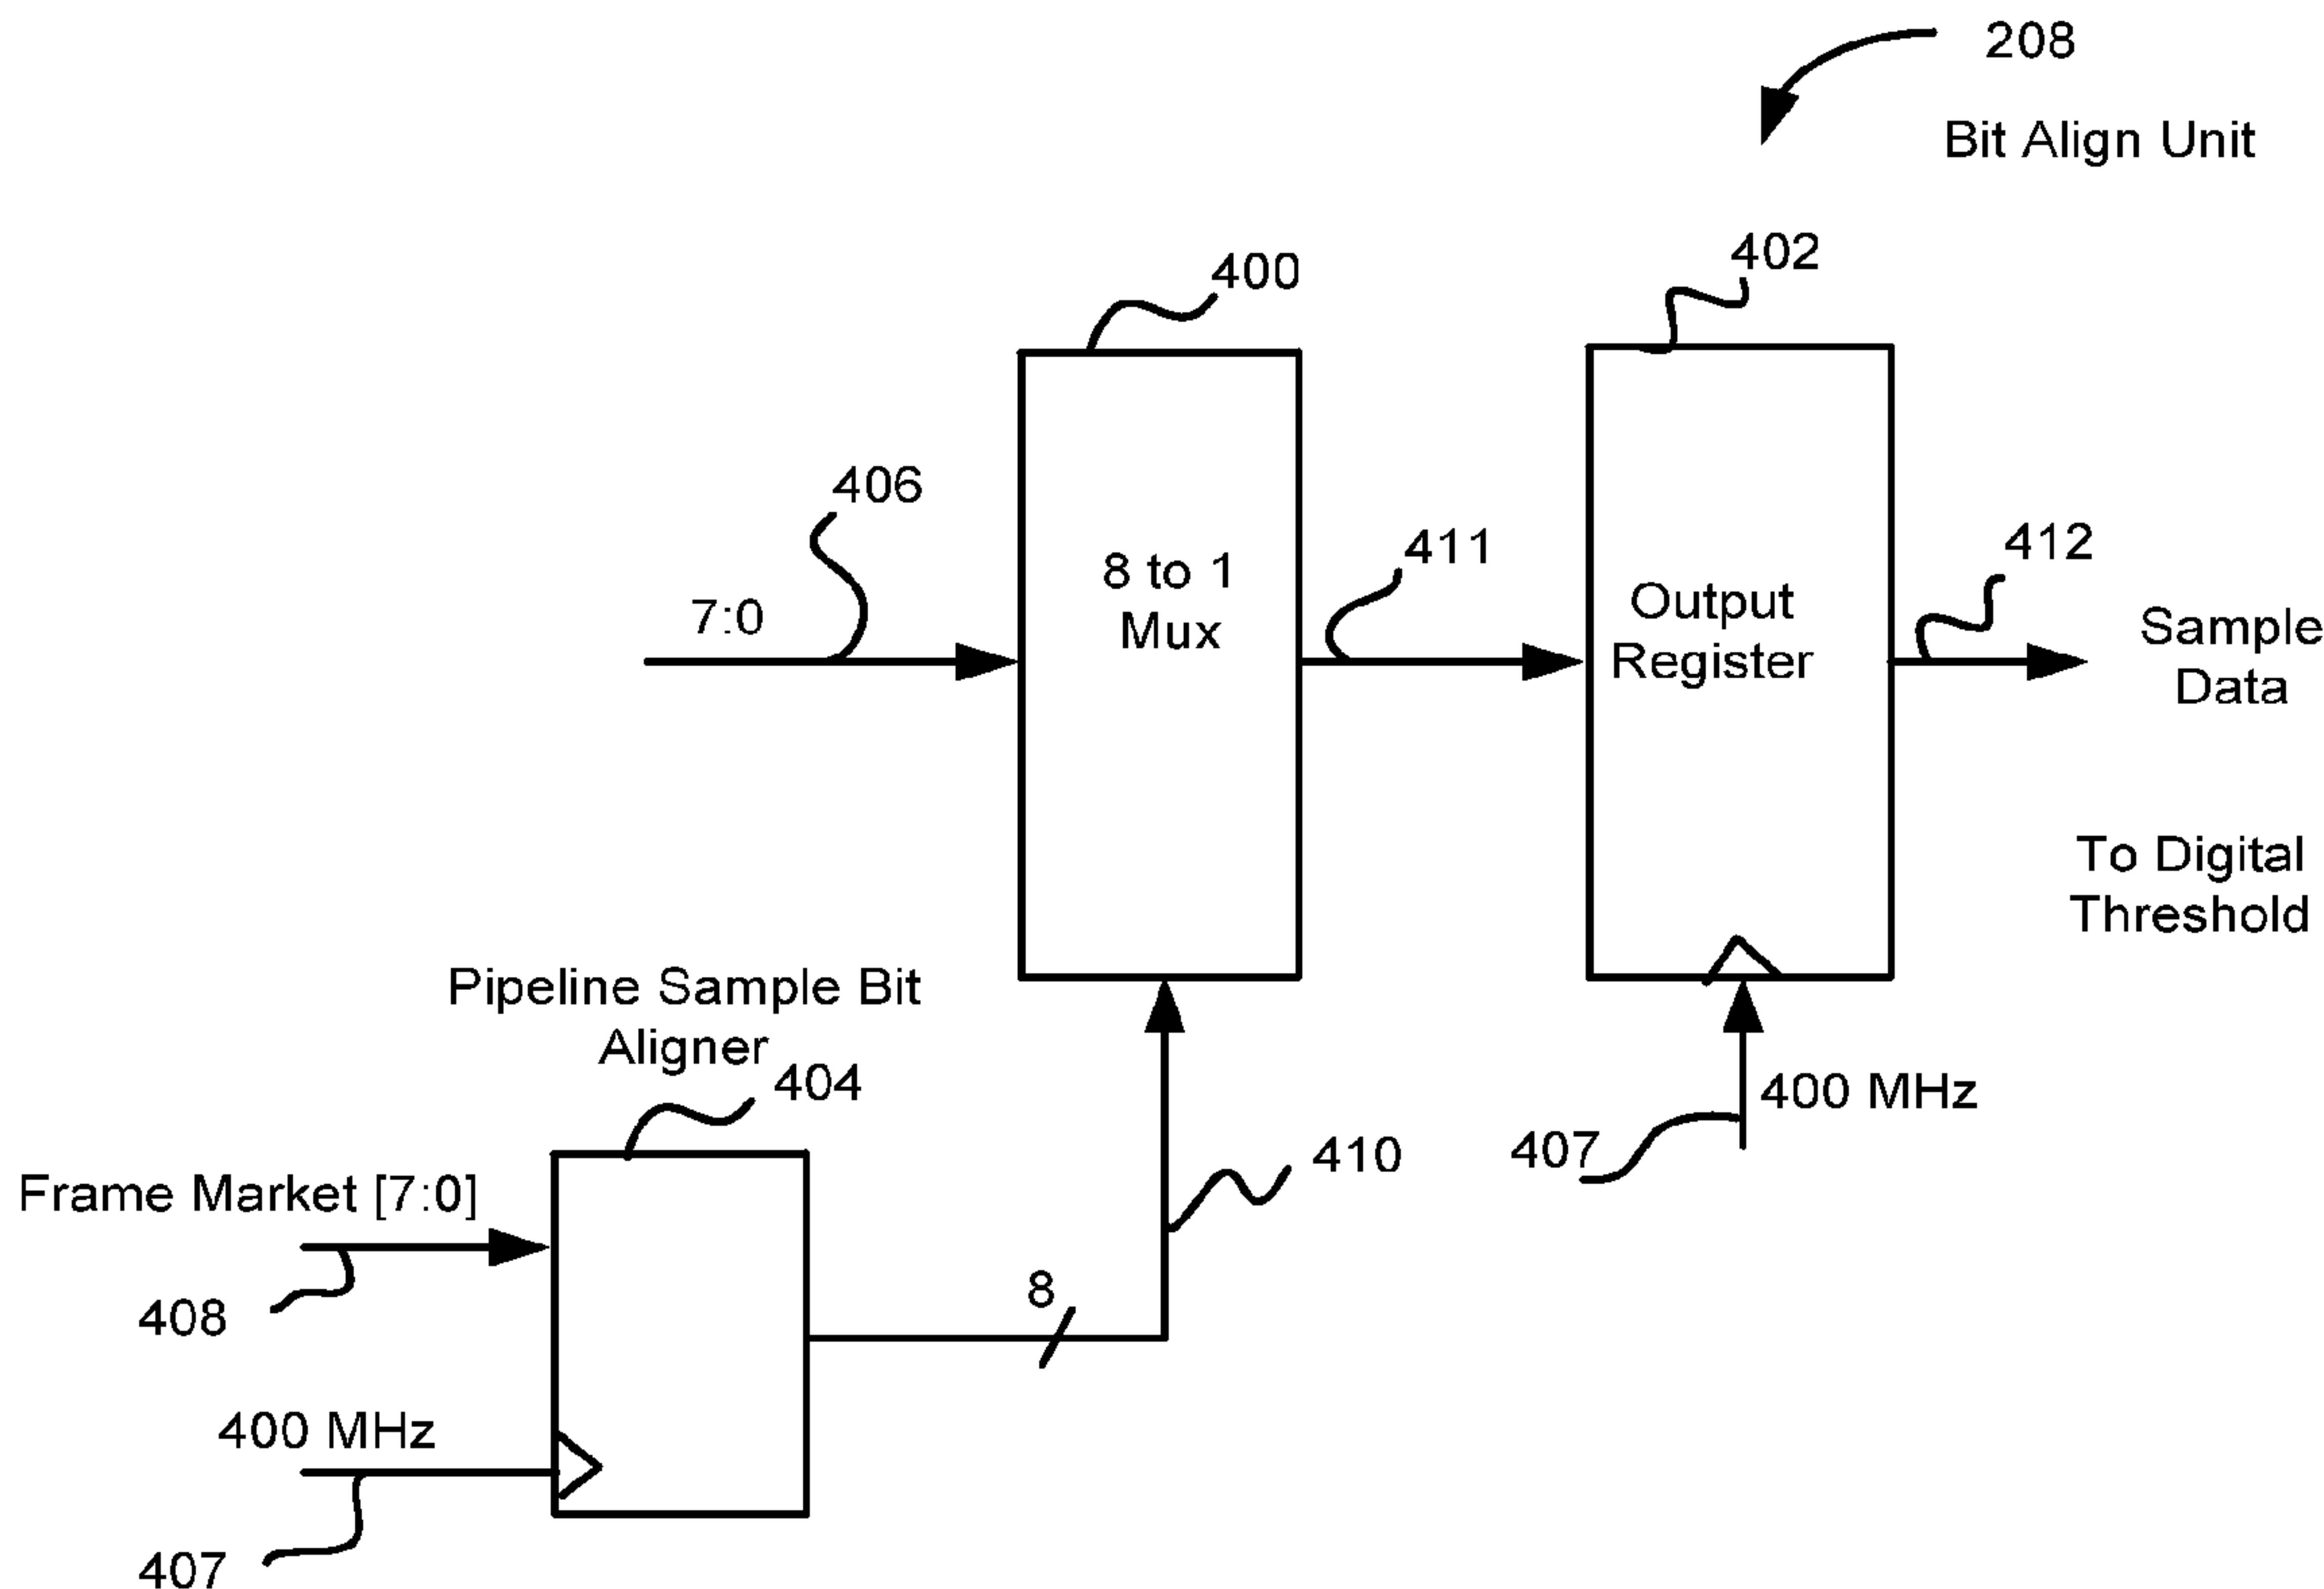 208
Bit Align Unit
402
400
406
411
412
7:0
8 to 1
Mux
Output
Register
Sample
Data
To Digital
Threshold
Pipeline Sample Bit
Aligner
404
400 MHz
407
410
Frame Market [7:0]
408
8
400 MHz
407